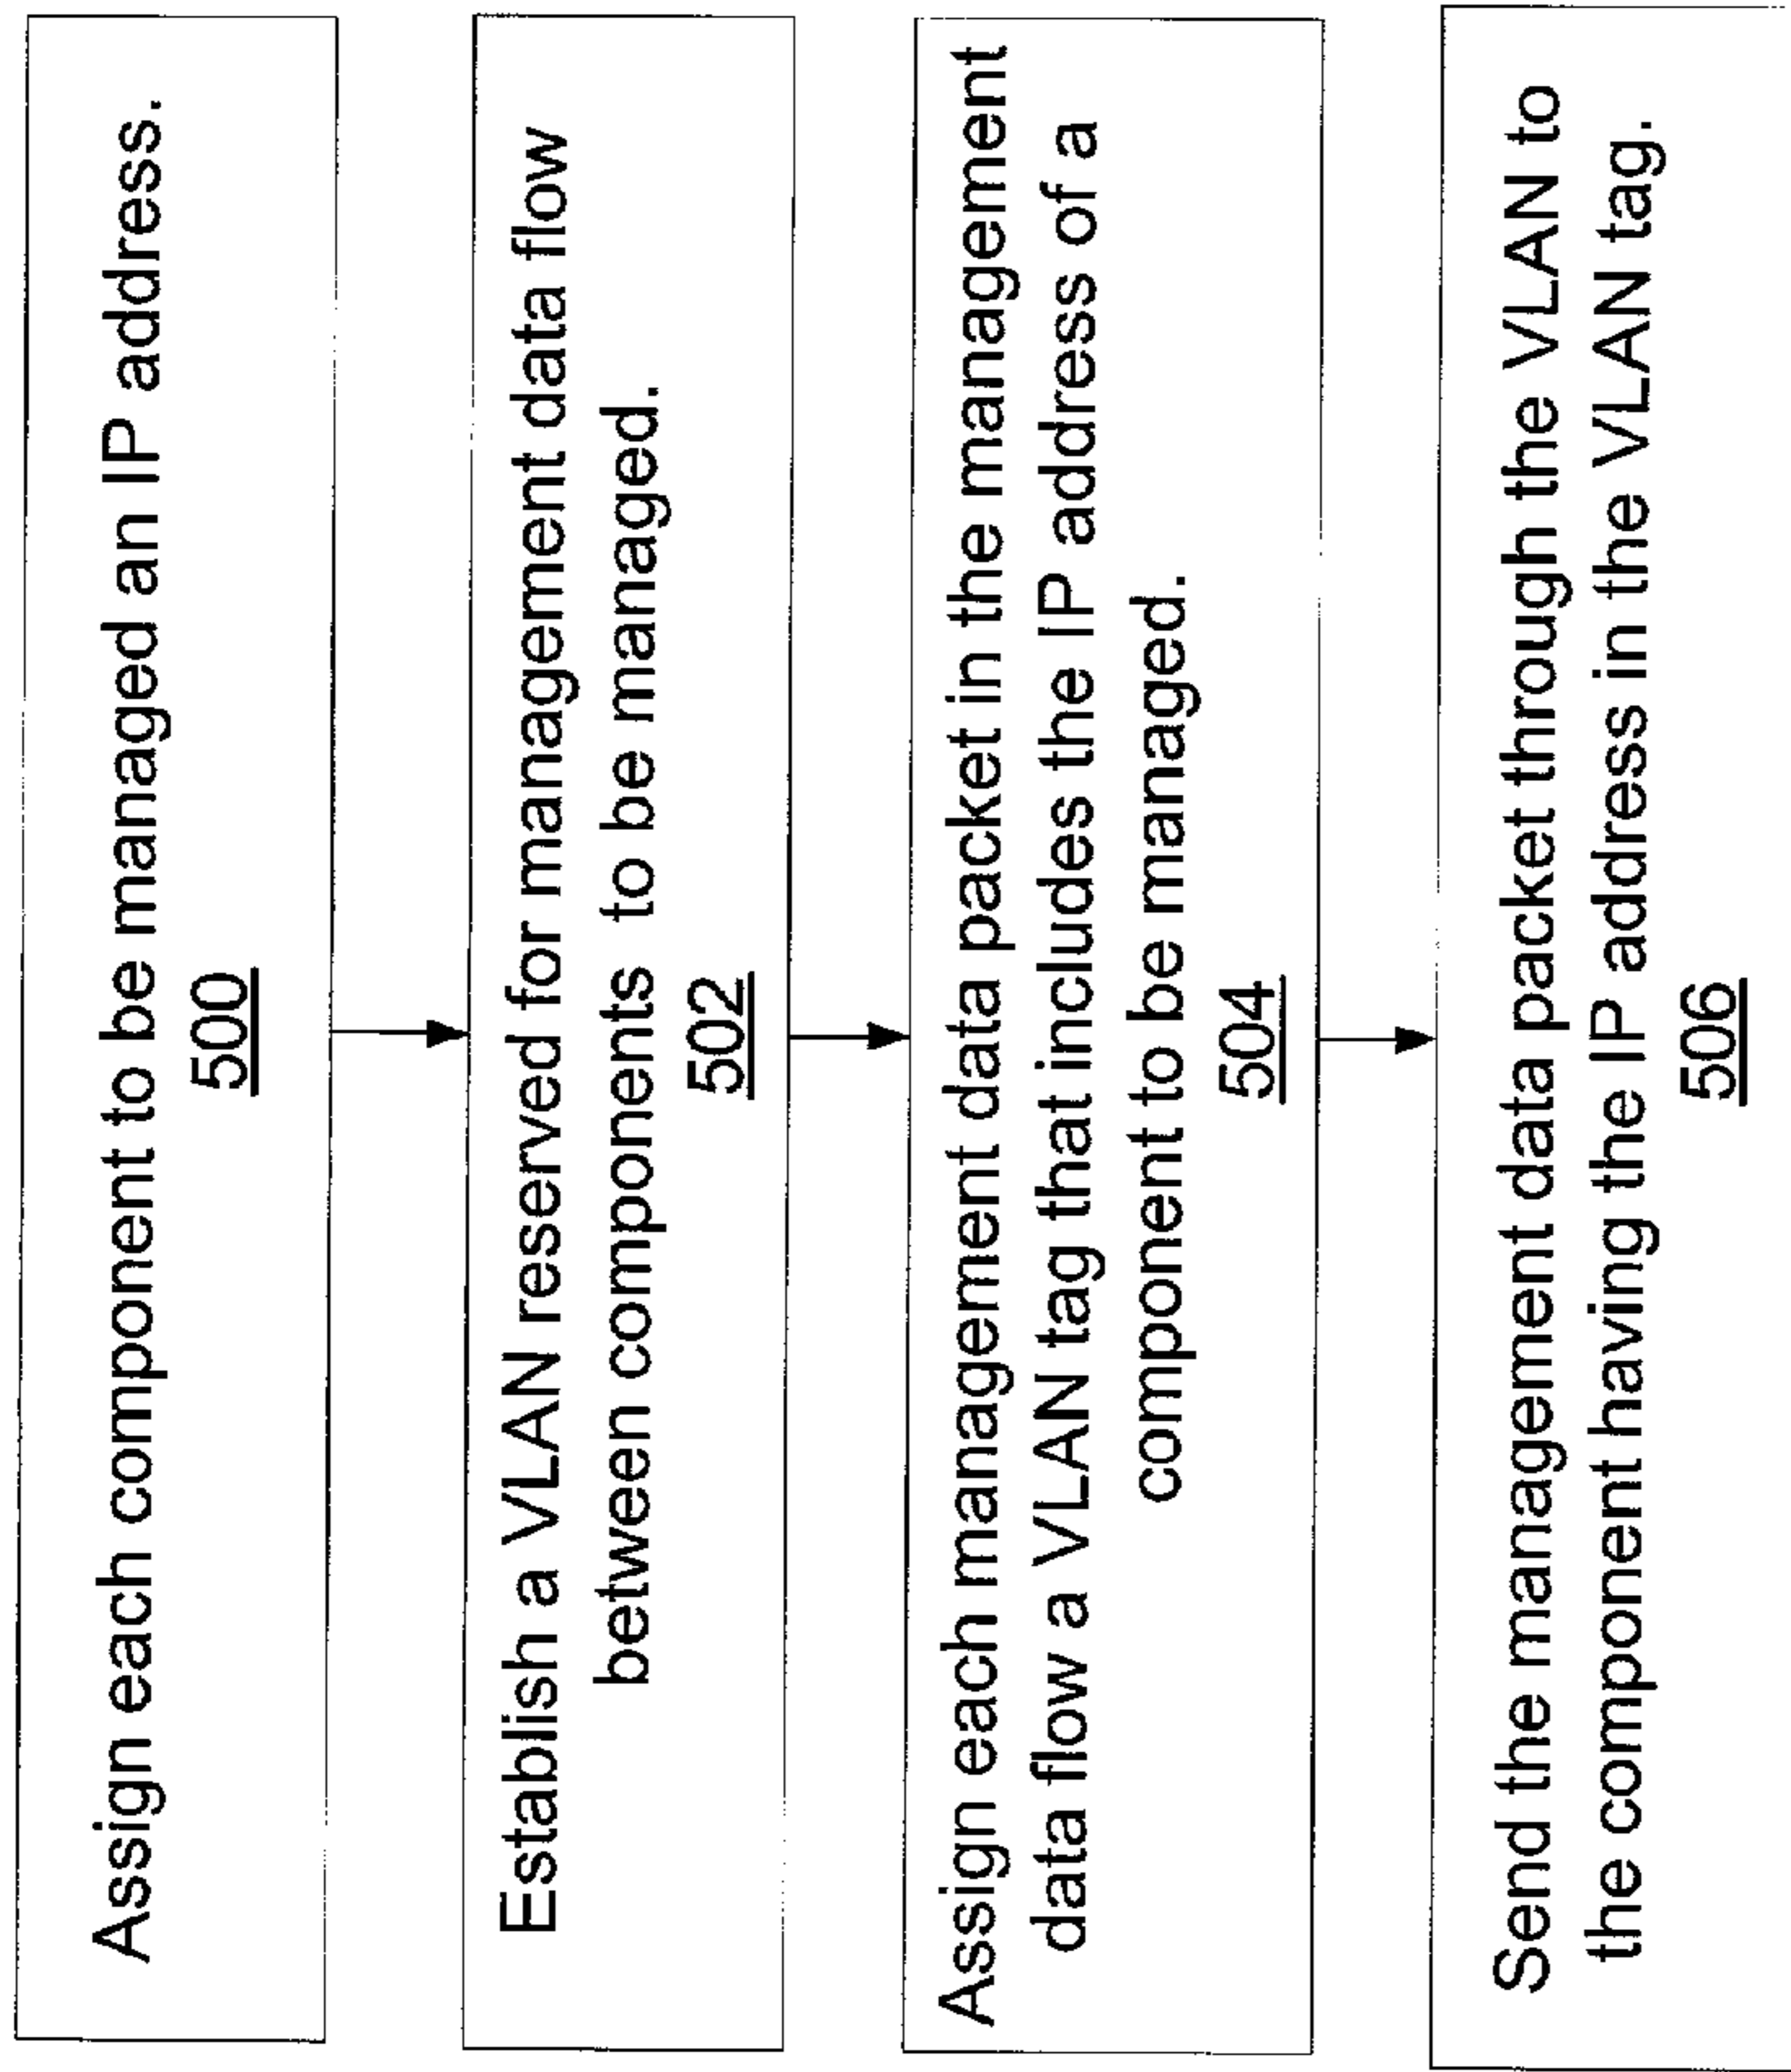 Assign each component to be managed an IP address.
500
Establish a VLAN reserved for management data flow
between components to be managed.
502
Assign each management data packet in the management
data flow a VLAN tag that includes the IP address of a
component to be managed.
504
Send the management data packet through the VLAN to
the component having the IP address in the VLAN tag.
506